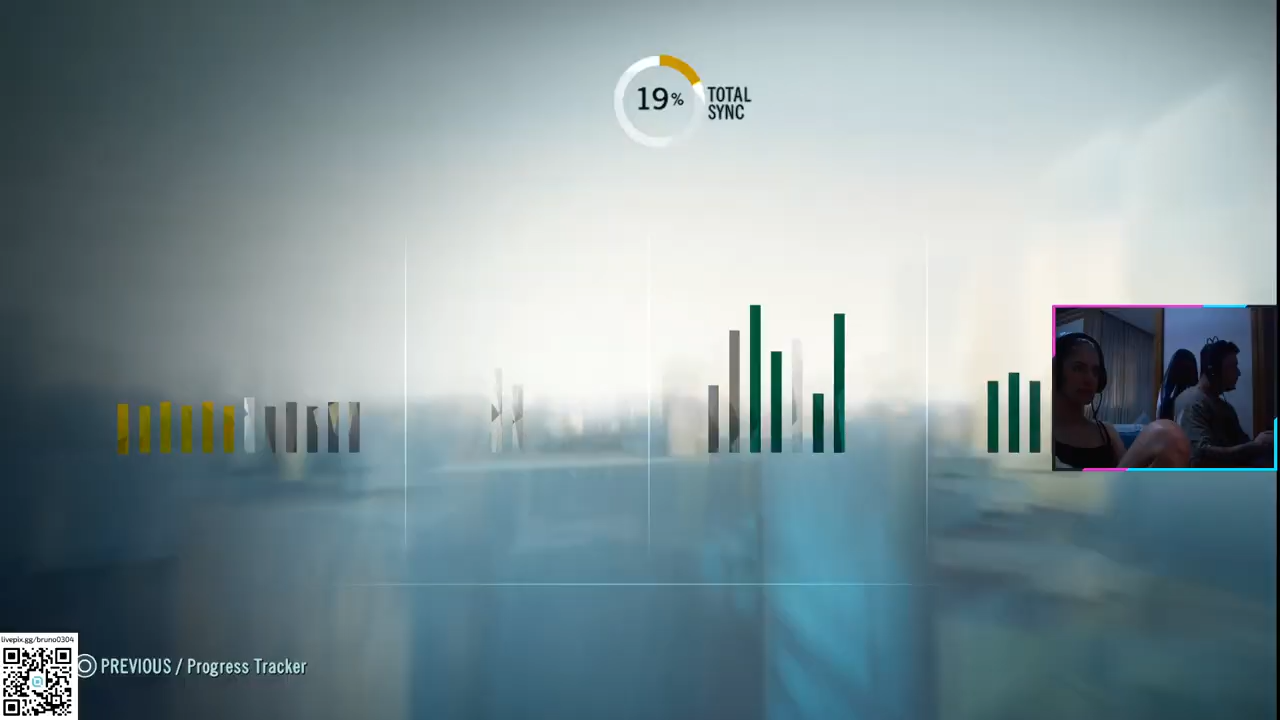 19%
TOTAL
SYNC
livepix.gg/bruno0304
PREVIOUS / Progress Tracker